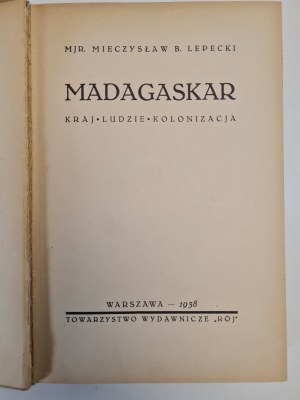 MJR. MIECZYSŁAW B. LEPECKI
MADAGASKAR
KRAJ • LUDZIE • KOLONIZACJA
WARSZAWA — 1938
TOWARZYSTWO WYDAWNICZE „RÓJ"